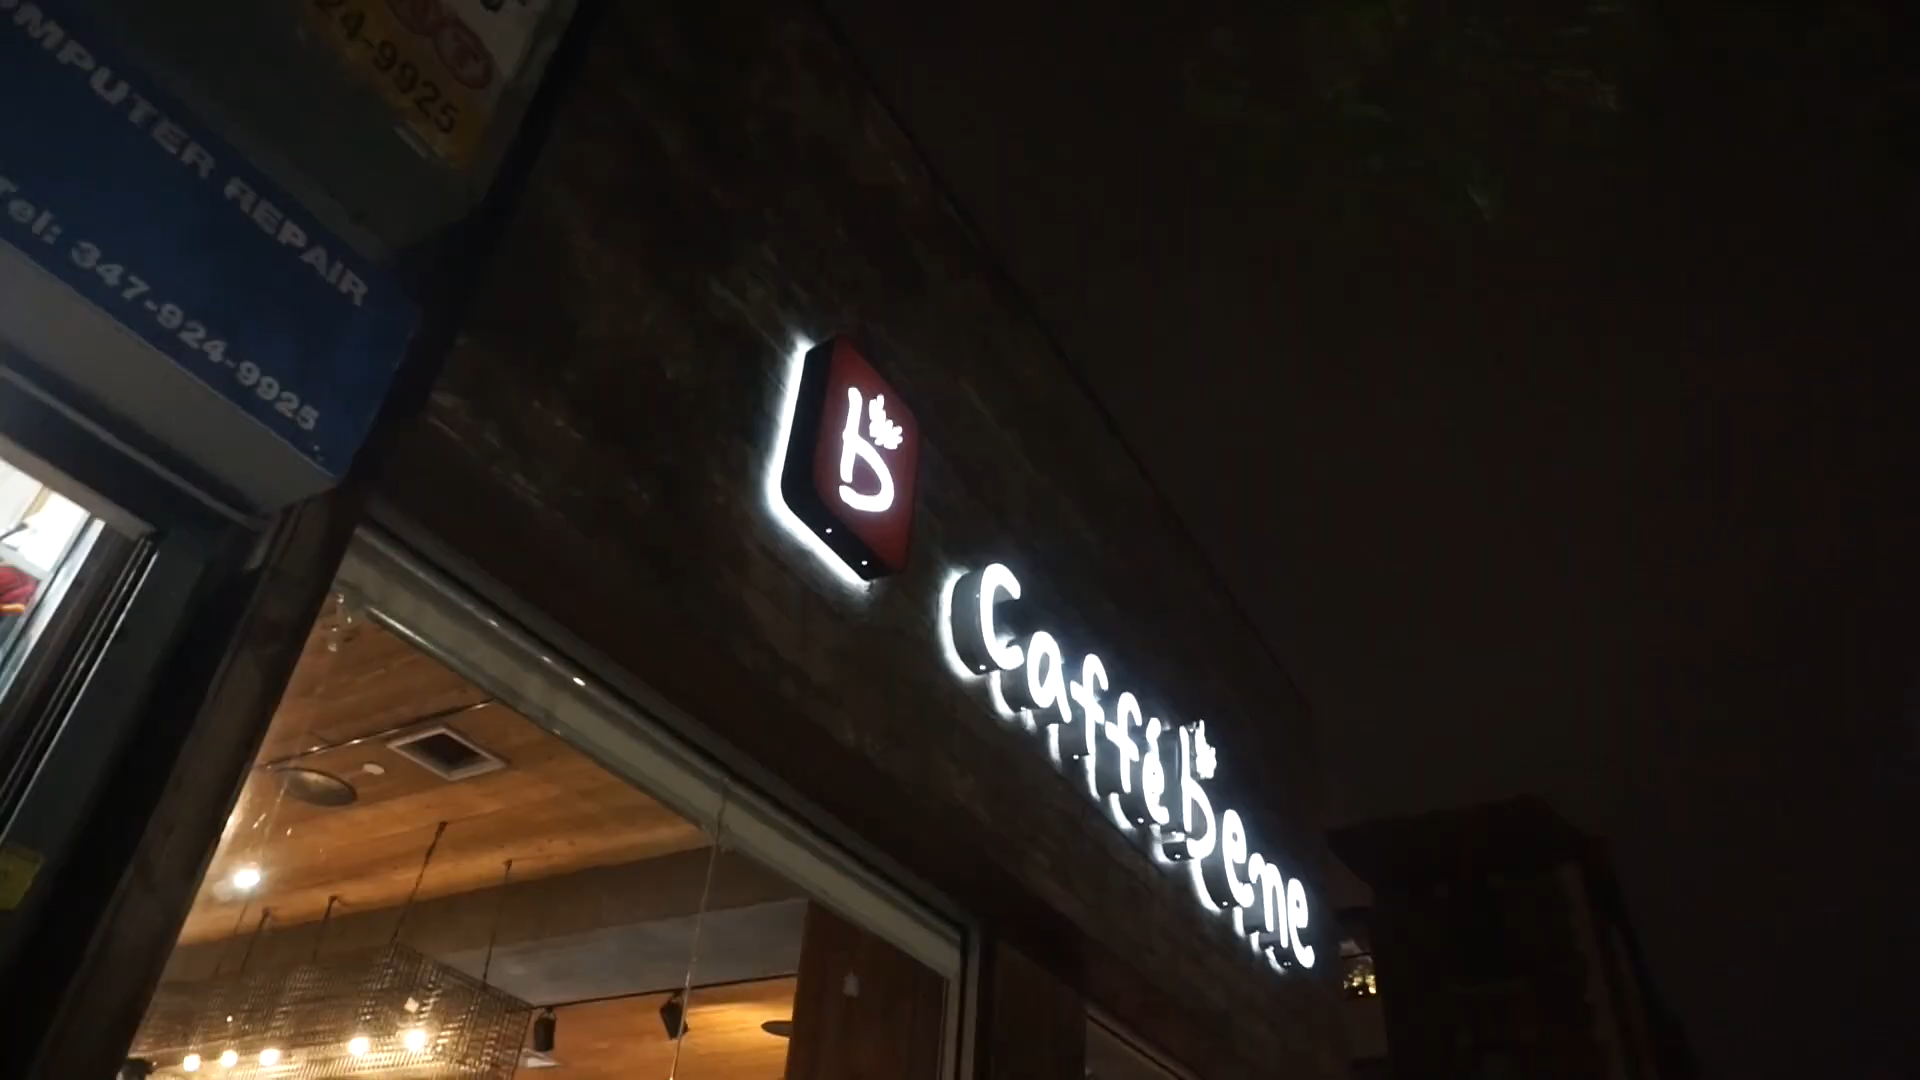 24-9925
COMPUTER REPAIR
Tel: 347-924-9925
b
caffé bene